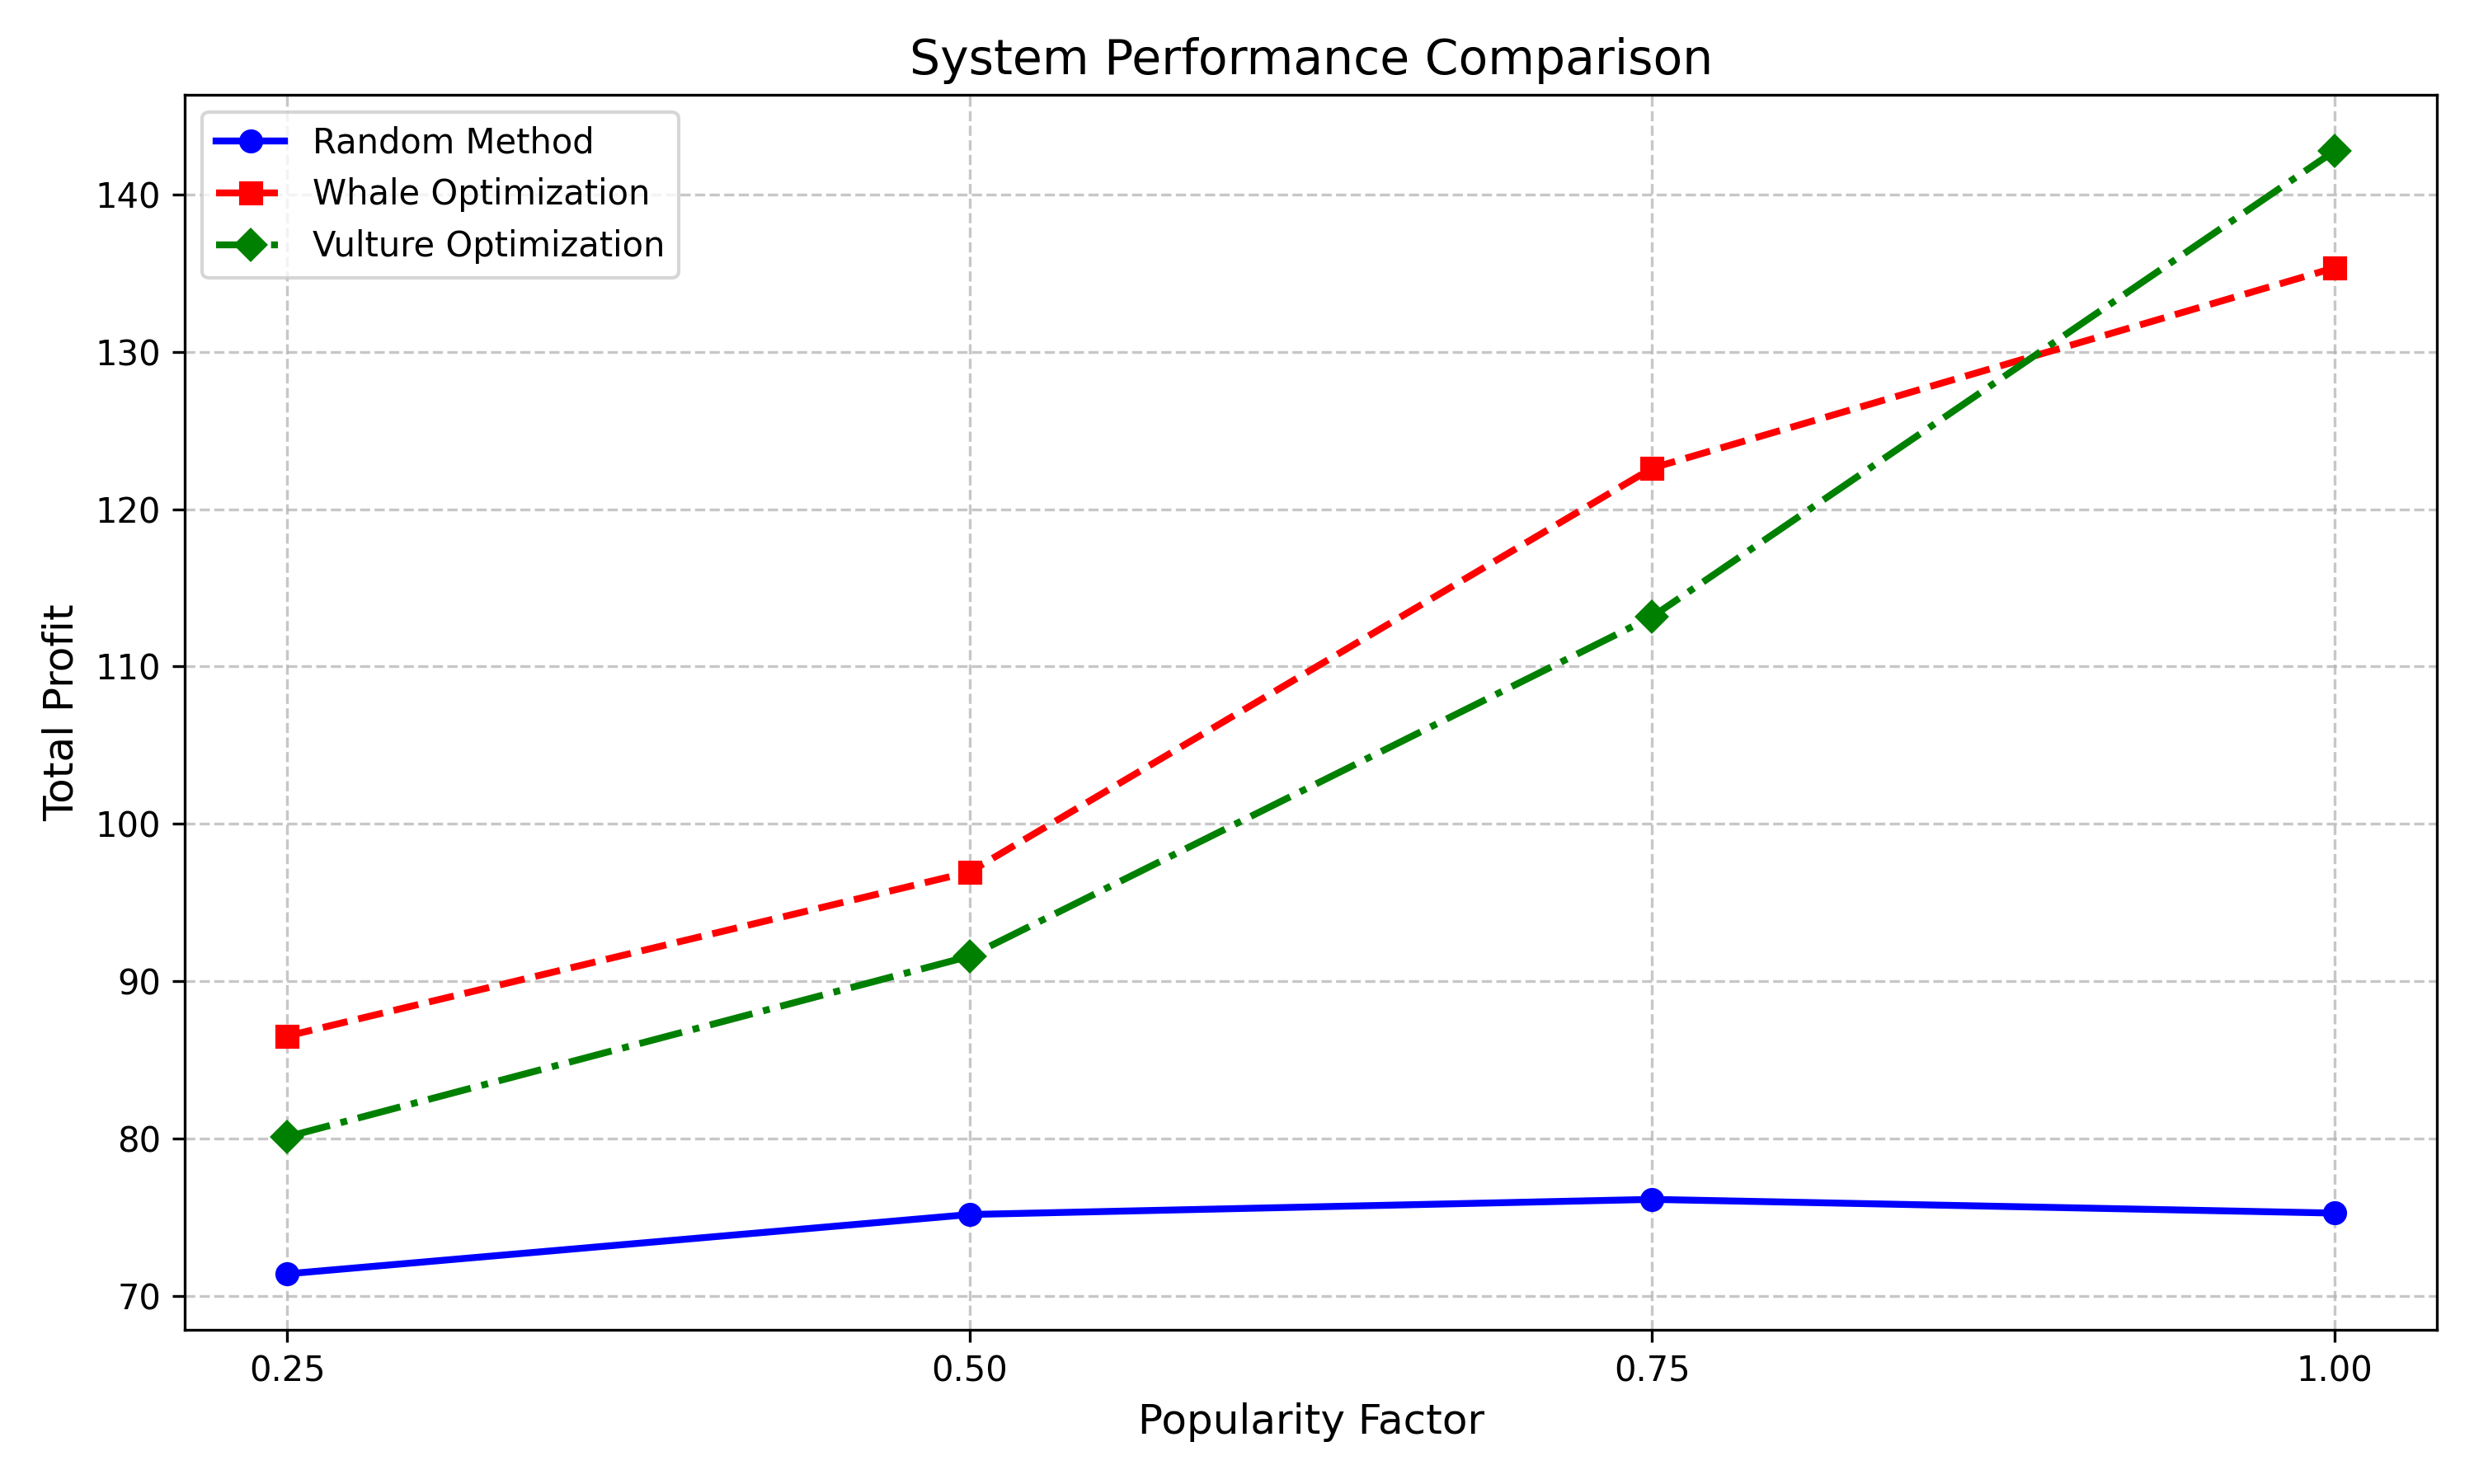 System Performance Comparison
Random Method
Whale Optimization
Vulture Optimization
Total Profit
140
130
120
110
100
90
80
70
0.25 0.50 0.75 1.00
Popularity Factor